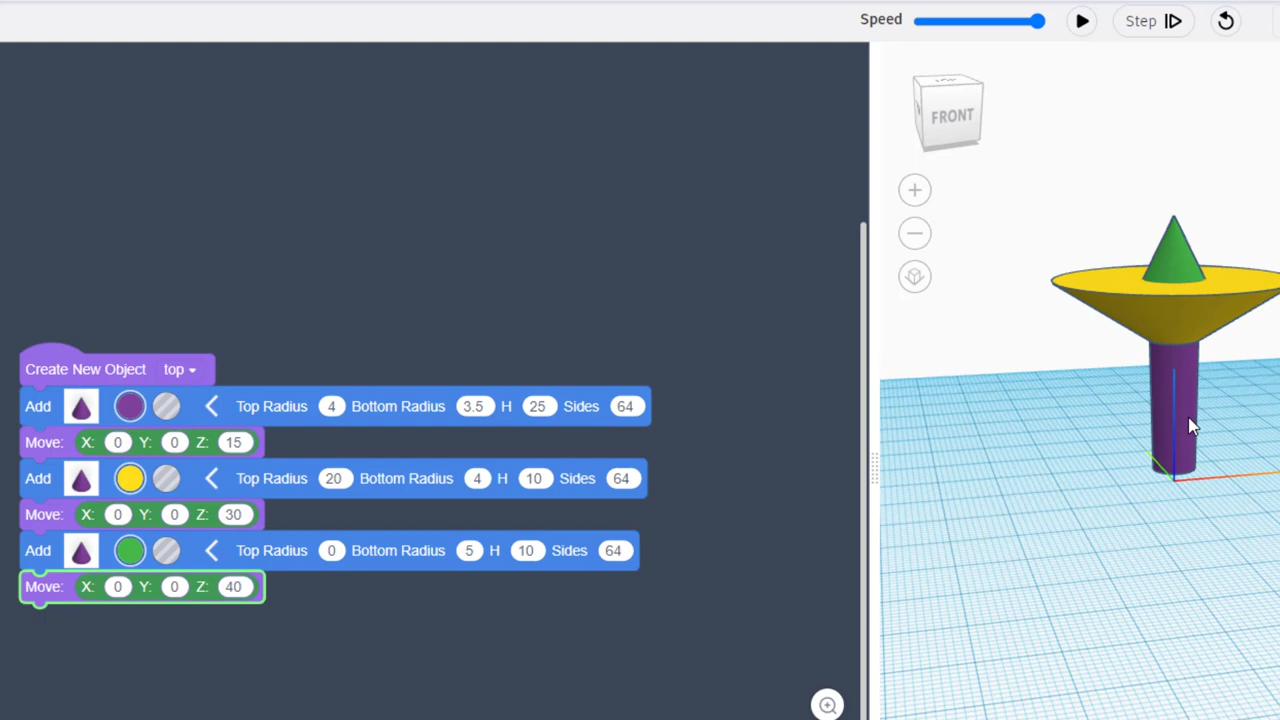 Speed Step
FRONT
Create New Object top
Add Top Radius 4 Bottom Radius 3.5 H 25 Sides 64
Move: X: 0 Y: 0 Z: 15
Add Top Radius 20 Bottom Radius 4 H 10 Sides 64
Move: X: 0 Y: 0 Z: 30
Add Top Radius 0 Bottom Radius 5 H 10 Sides 64
Move: X: 0 Y: 0 Z: 40